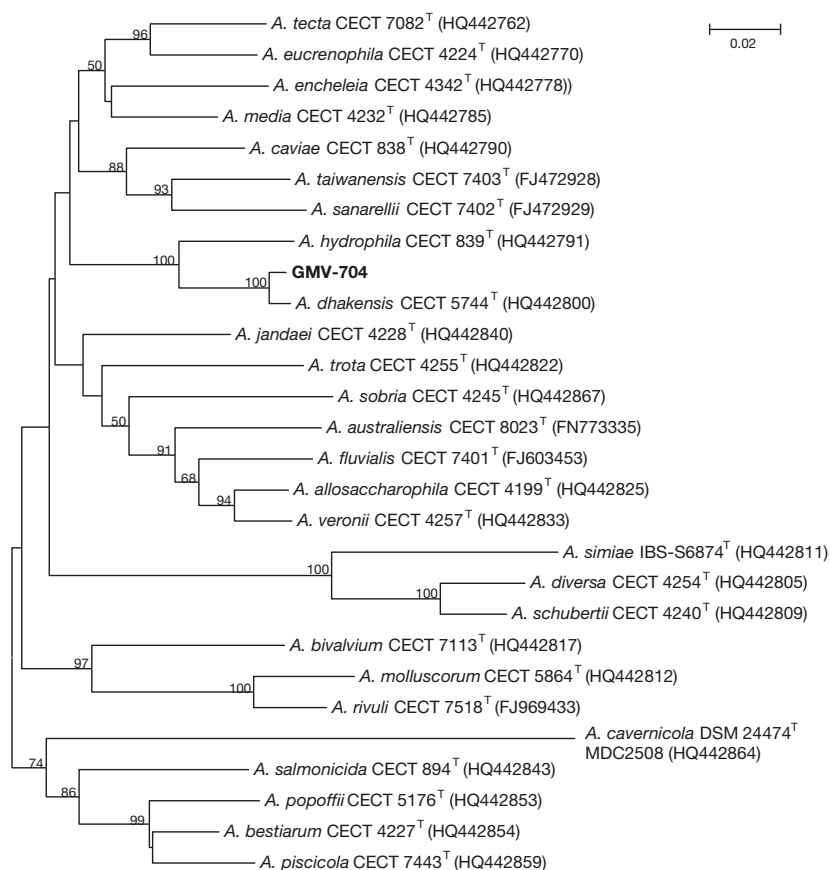 A. tecta CECT 7082T (HQ442762)
0.02
96
A. eucrenophila CECT 4224T (HQ442770)
50
A. encheleia CECT 4342T (HQ442778))
A. media CECT 4232T (HQ442785)
A. caviae CECT 838T (HQ442790)
88
A. taiwanensis CECT 7403T (FJ472928)
93
A. sanarellii CECT 7402T (FJ472929)
A. hydrophila CECT 839T (HQ442791)
100
GMV-704
100
A. dhakensis CECT 5744T (HQ442800)
A. jandaei CECT 4228T (HQ442840)
A. trota CECT 4255T (HQ442822)
A. sobria CECT 4245T (HQ442867)
50
A. australiensis CECT 8023T (FN773335)
91
A. fluvialis CECT 7401T (FJ603453)
68
A. allosaccharophila CECT 4199T (HQ442825)
94
A. veronii CECT 4257T (HQ442833)
A. simiae IBS-S6874T (HQ442811)
100
A. diversa CECT 4254T (HQ442805)
100
A. schubertii CECT 4240T (HQ442809)
A. bivalvium CECT 7113T (HQ442817)
97
A. molluscorum CECT 5864T (HQ442812)
100
A. rivuli CECT 7518T (FJ969433)
A. cavernicola DSM 24474T
MDC2508 (HQ442864)
74
A. salmonicida CECT 894T (HQ442843)
86
A. popoffii CECT 5176T (HQ442853)
99
A. bestiarum CECT 4227T (HQ442854)
A. piscicola CECT 7443T (HQ442859)